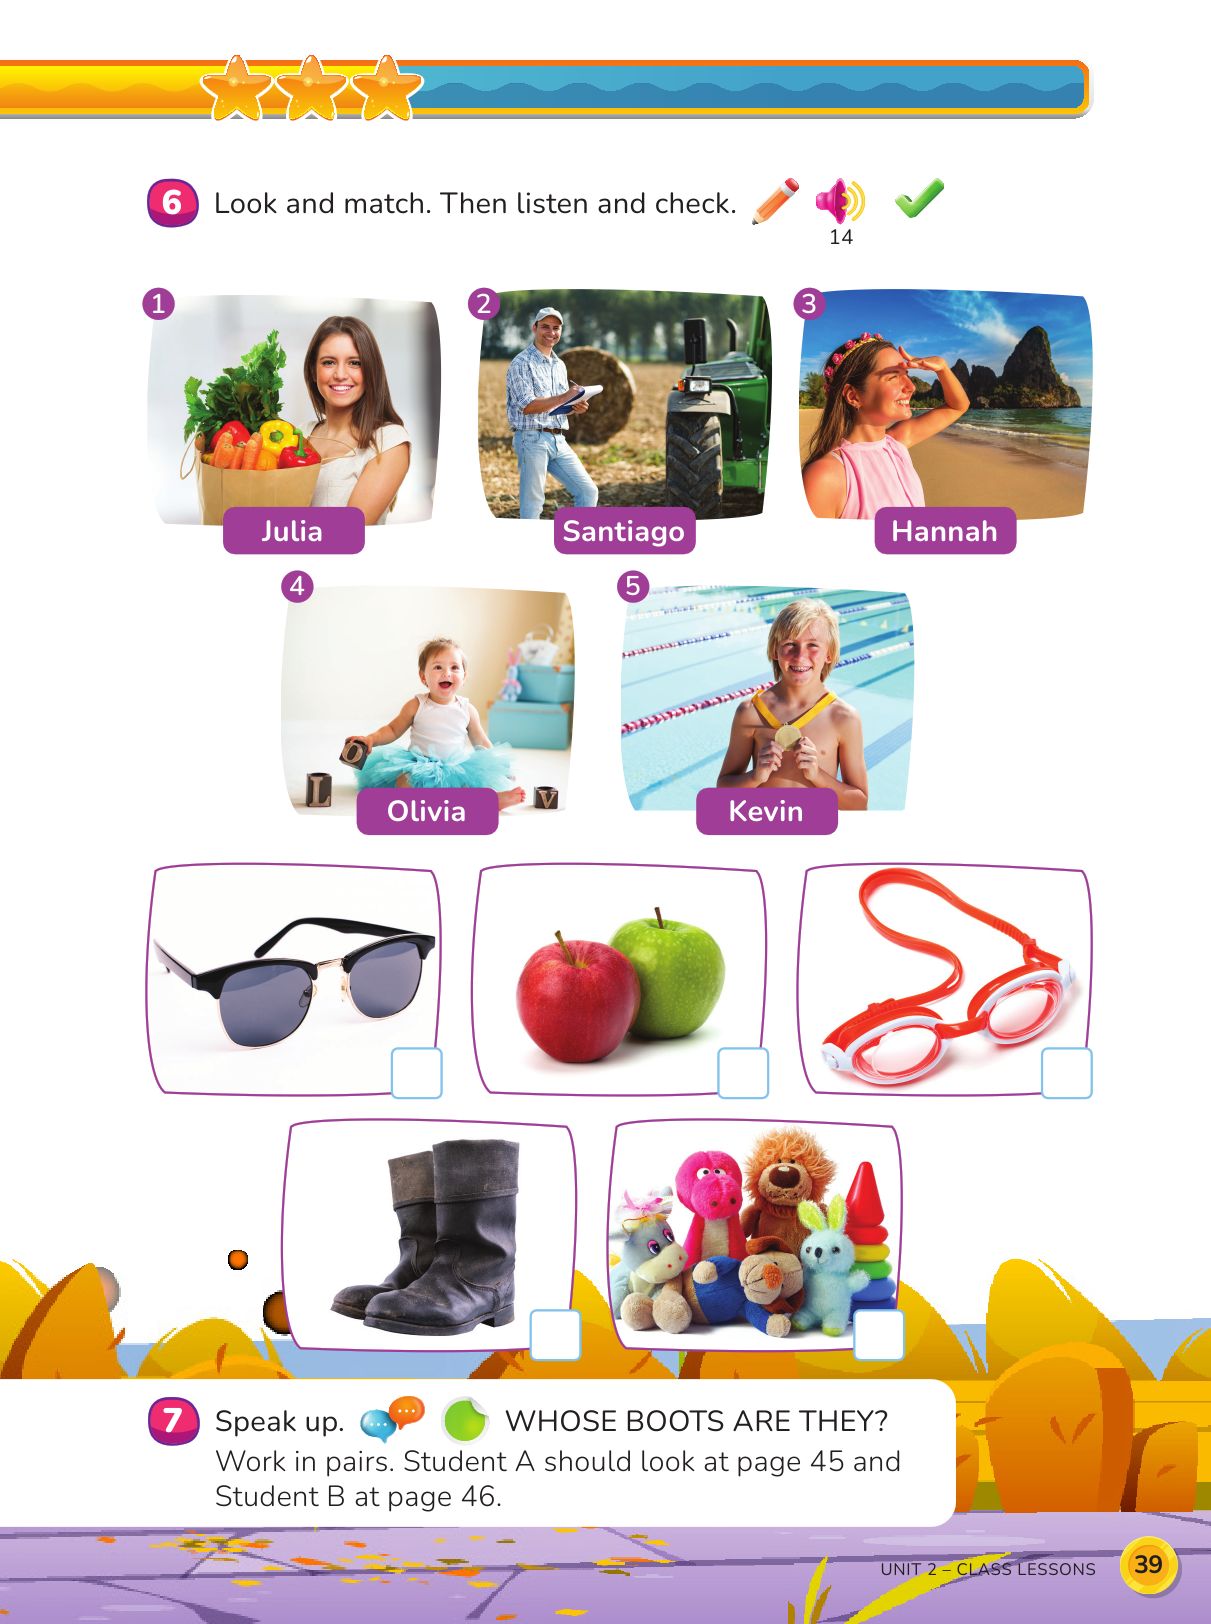 6 Look and match. Then listen and check.
14
1
2
3
Julia
Santiago
Hannah
4
5
L O V
Olivia
Kevin
7 Speak up. WHOSE BOOTS ARE THEY?
Work in pairs. Student A should look at page 45 and
Student B at page 46.
UNIT 2 – CLASS LESSONS 39